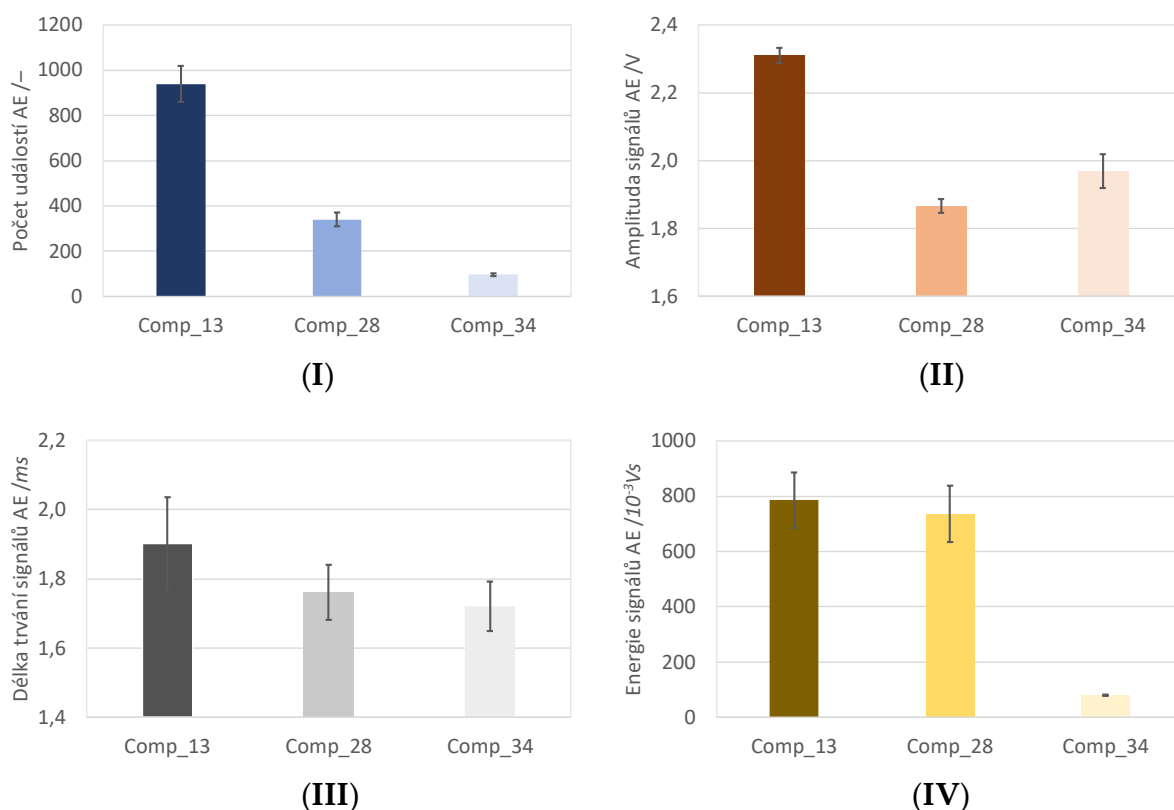 Počet událostí AE /–
1200
1000
800
600
400
200
0
Comp_13 Comp_28 Comp_34
(I)
Amplituda signálů AE /V
2,4
2,2
2,0
1,8
1,6
Comp_13 Comp_28 Comp_34
(II)
Délka trvání signálů AE /ms
2,2
2,0
1,8
1,6
1,4
Comp_13 Comp_28 Comp_34
(III)
Energie signálů AE /10⁻³Vs
1000
800
600
400
200
0
Comp_13 Comp_28 Comp_34
(IV)